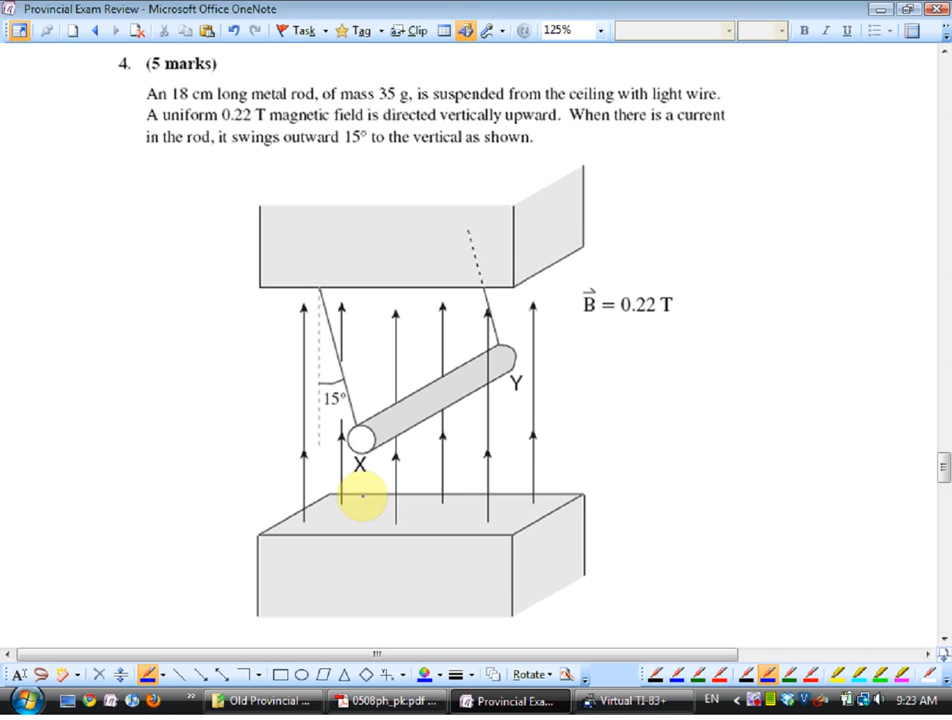 Provincial Exam Review - Microsoft Office OneNote
Task Tag Clip 125% B I U
4. (5 marks)
An 18 cm long metal rod, of mass 35 g, is suspended from the ceiling with light wire.
A uniform 0.22 T magnetic field is directed vertically upward. When there is a current
in the rod, it swings outward 15° to the vertical as shown.
B = 0.22 T
Y
15°
X
Rotate
Old Provincial ... 0508ph_pk.pdf ... Provincial Exa... Virtual TI-83+ EN 9:23 AM